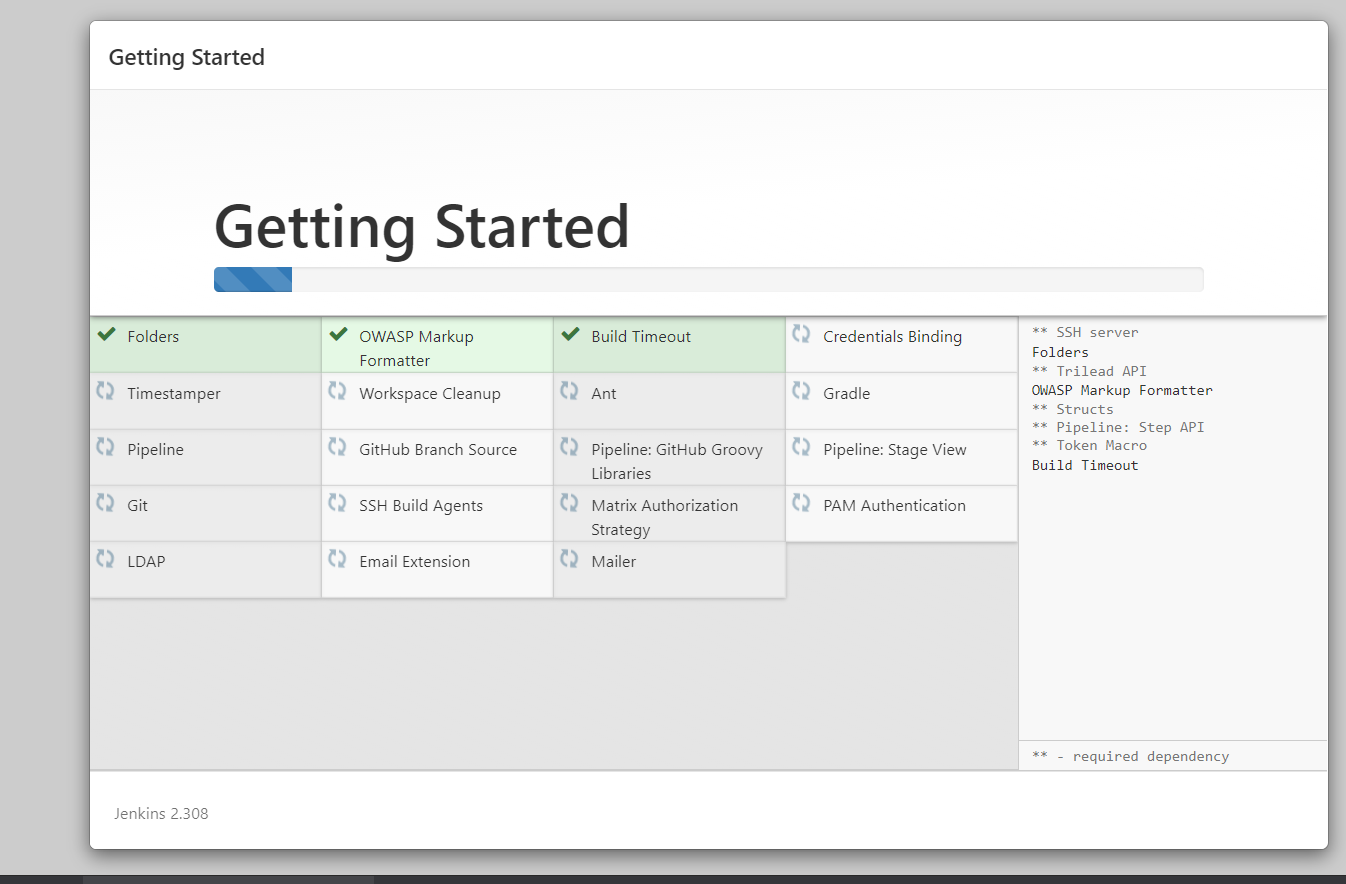 Getting Started
Getting Started
Folders
OWASP Markup
Formatter
Build Timeout
Credentials Binding
Timestamper
Workspace Cleanup
Ant
Gradle
Pipeline
GitHub Branch Source
Pipeline: GitHub Groovy
Libraries
Pipeline: Stage View
Git
SSH Build Agents
Matrix Authorization
Strategy
PAM Authentication
LDAP
Email Extension
Mailer
** SSH server
Folders
** Trilead API
OWASP Markup Formatter
** Structs
** Pipeline: Step API
** Token Macro
Build Timeout
** - required dependency
Jenkins 2.308